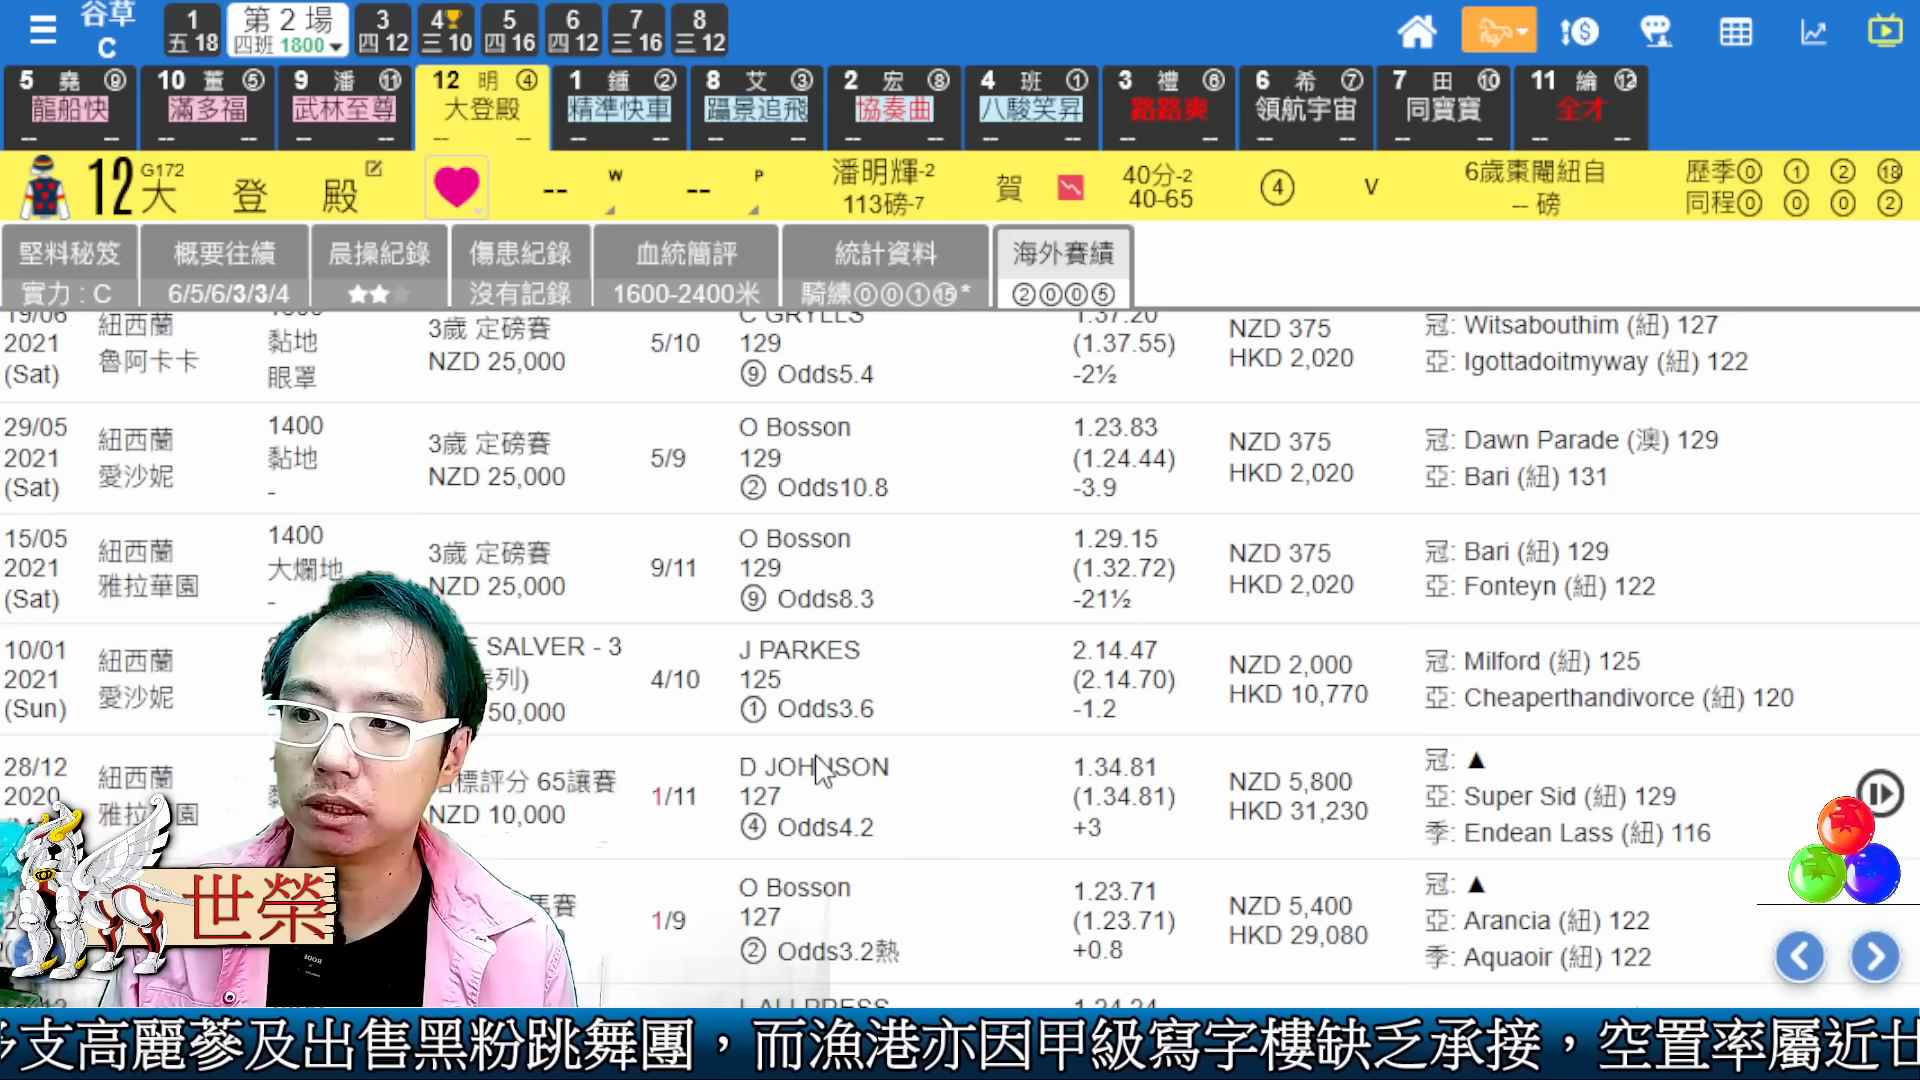 谷草
C
1
五 18
第 2 場
四班 1800
3
四 12
4
三 10
5
四 16
6
四 12
7
三 16
8
三 12
5 堯 ⑨
龍船快
-- --
10 董 ⑤
滿多福
-- --
9 潘 ⑪
武林至尊
-- --
12 明 ④
大登殿
-- --
1 鍾 ②
精準快車
-- --
8 艾 ③
躡景追飛
-- --
2 宏 ⑧
協奏曲
-- --
4 班 ①
八駿笑昇
-- --
3 禮 ⑥
路路爽
-- --
6 希 ⑦
領航宇宙
-- --
7 田 ⑩
同寶寶
-- --
11 綸 ⑫
全才
-- --
12 G172
大登殿
-- W
-- P
潘明輝-2
113磅-7
賀
40分-2
40-65
④
V
6歲棗閹紐自
-- 磅
歷季⓪ ① ② ⑱
同程⓪ ⓪ ⓪ ②
堅料秘笈
實力 : C
概要往績
6/5/6/3/3/4
晨操紀錄
★★
傷患紀錄
沒有記錄
血統簡評
1600-2400米
統計資料
騎練⓪⓪①⑮*
海外賽績
②⓪⓪⑤
19/06
2021
(Sat)
紐西蘭
魯阿卡卡
黏地
眼罩
3歲 定磅賽
NZD 25,000
5/10
C GRYLLS
129
⑨ Odds5.4
1.37.20
(1.37.55)
-2½
NZD 375
HKD 2,020
冠: Witsabouthim (紐) 127
亞: Igottadoitmyway (紐) 122
29/05
2021
(Sat)
紐西蘭
愛沙妮
1400
黏地
-
3歲 定磅賽
NZD 25,000
5/9
O Bosson
129
② Odds10.8
1.23.83
(1.24.44)
-3.9
NZD 375
HKD 2,020
冠: Dawn Parade (澳) 129
亞: Bari (紐) 131
15/05
2021
(Sat)
紐西蘭
雅拉華園
1400
大爛地
-
3歲 定磅賽
NZD 25,000
9/11
O Bosson
129
⑨ Odds8.3
1.29.15
(1.32.72)
-21½
NZD 375
HKD 2,020
冠: Bari (紐) 129
亞: Fonteyn (紐) 122
10/01
2021
(Sun)
紐西蘭
愛沙妮
SALVER - 3
列)
50,000
4/10
J PARKES
125
① Odds3.6
2.14.47
(2.14.70)
-1.2
NZD 2,000
HKD 10,770
冠: Milford (紐) 125
亞: Cheaperthandivorce (紐) 120
28/12
2020
紐西蘭
雅拉 園
標評分 65讓賽
NZD 10,000
1/11
D JOHNSON
127
④ Odds4.2
1.34.81
(1.34.81)
+3
NZD 5,800
HKD 31,230
冠: ▲
亞: Super Sid (紐) 129
季: Endean Lass (紐) 116
馬賽
1/9
O Bosson
127
② Odds3.2熱
1.23.71
(1.23.71)
+0.8
NZD 5,400
HKD 29,080
冠: ▲
亞: Arancia (紐) 122
季: Aquaoir (紐) 122
世榮
支高麗蔘及出售黑粉跳舞團，而漁港亦因甲級寫字樓缺乏承接，空置率屬近廿